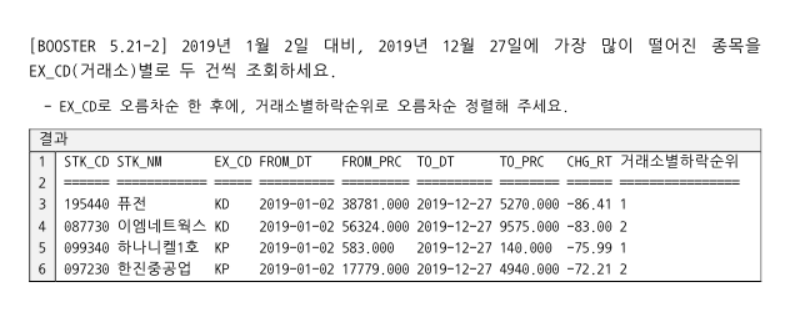 [BOOSTER 5.21-2] 2019년 1월 2일 대비, 2019년 12월 27일에 가장 많이 떨어진 종목을
EX_CD(거래소)별로 두 건씩 조회하세요.
- EX_CD로 오름차순 한 후에, 거래소별하락순위로 오름차순 정렬해 주세요.
결과
1 STK_CD STK_NM EX_CD FROM_DT FROM_PRC TO_DT TO_PRC CHG_RT 거래소별하락순위
2 ====== ============ ===== ========== ========= ========== ======== ====== ================
3 195440 퓨전 KD 2019-01-02 38781.000 2019-12-27 5270.000 -86.41 1
4 087730 이엠네트웍스 KD 2019-01-02 56324.000 2019-12-27 9575.000 -83.00 2
5 099340 하나니켈1호 KP 2019-01-02 583.000 2019-12-27 140.000 -75.99 1
6 097230 한진중공업 KP 2019-01-02 17779.000 2019-12-27 4940.000 -72.21 2